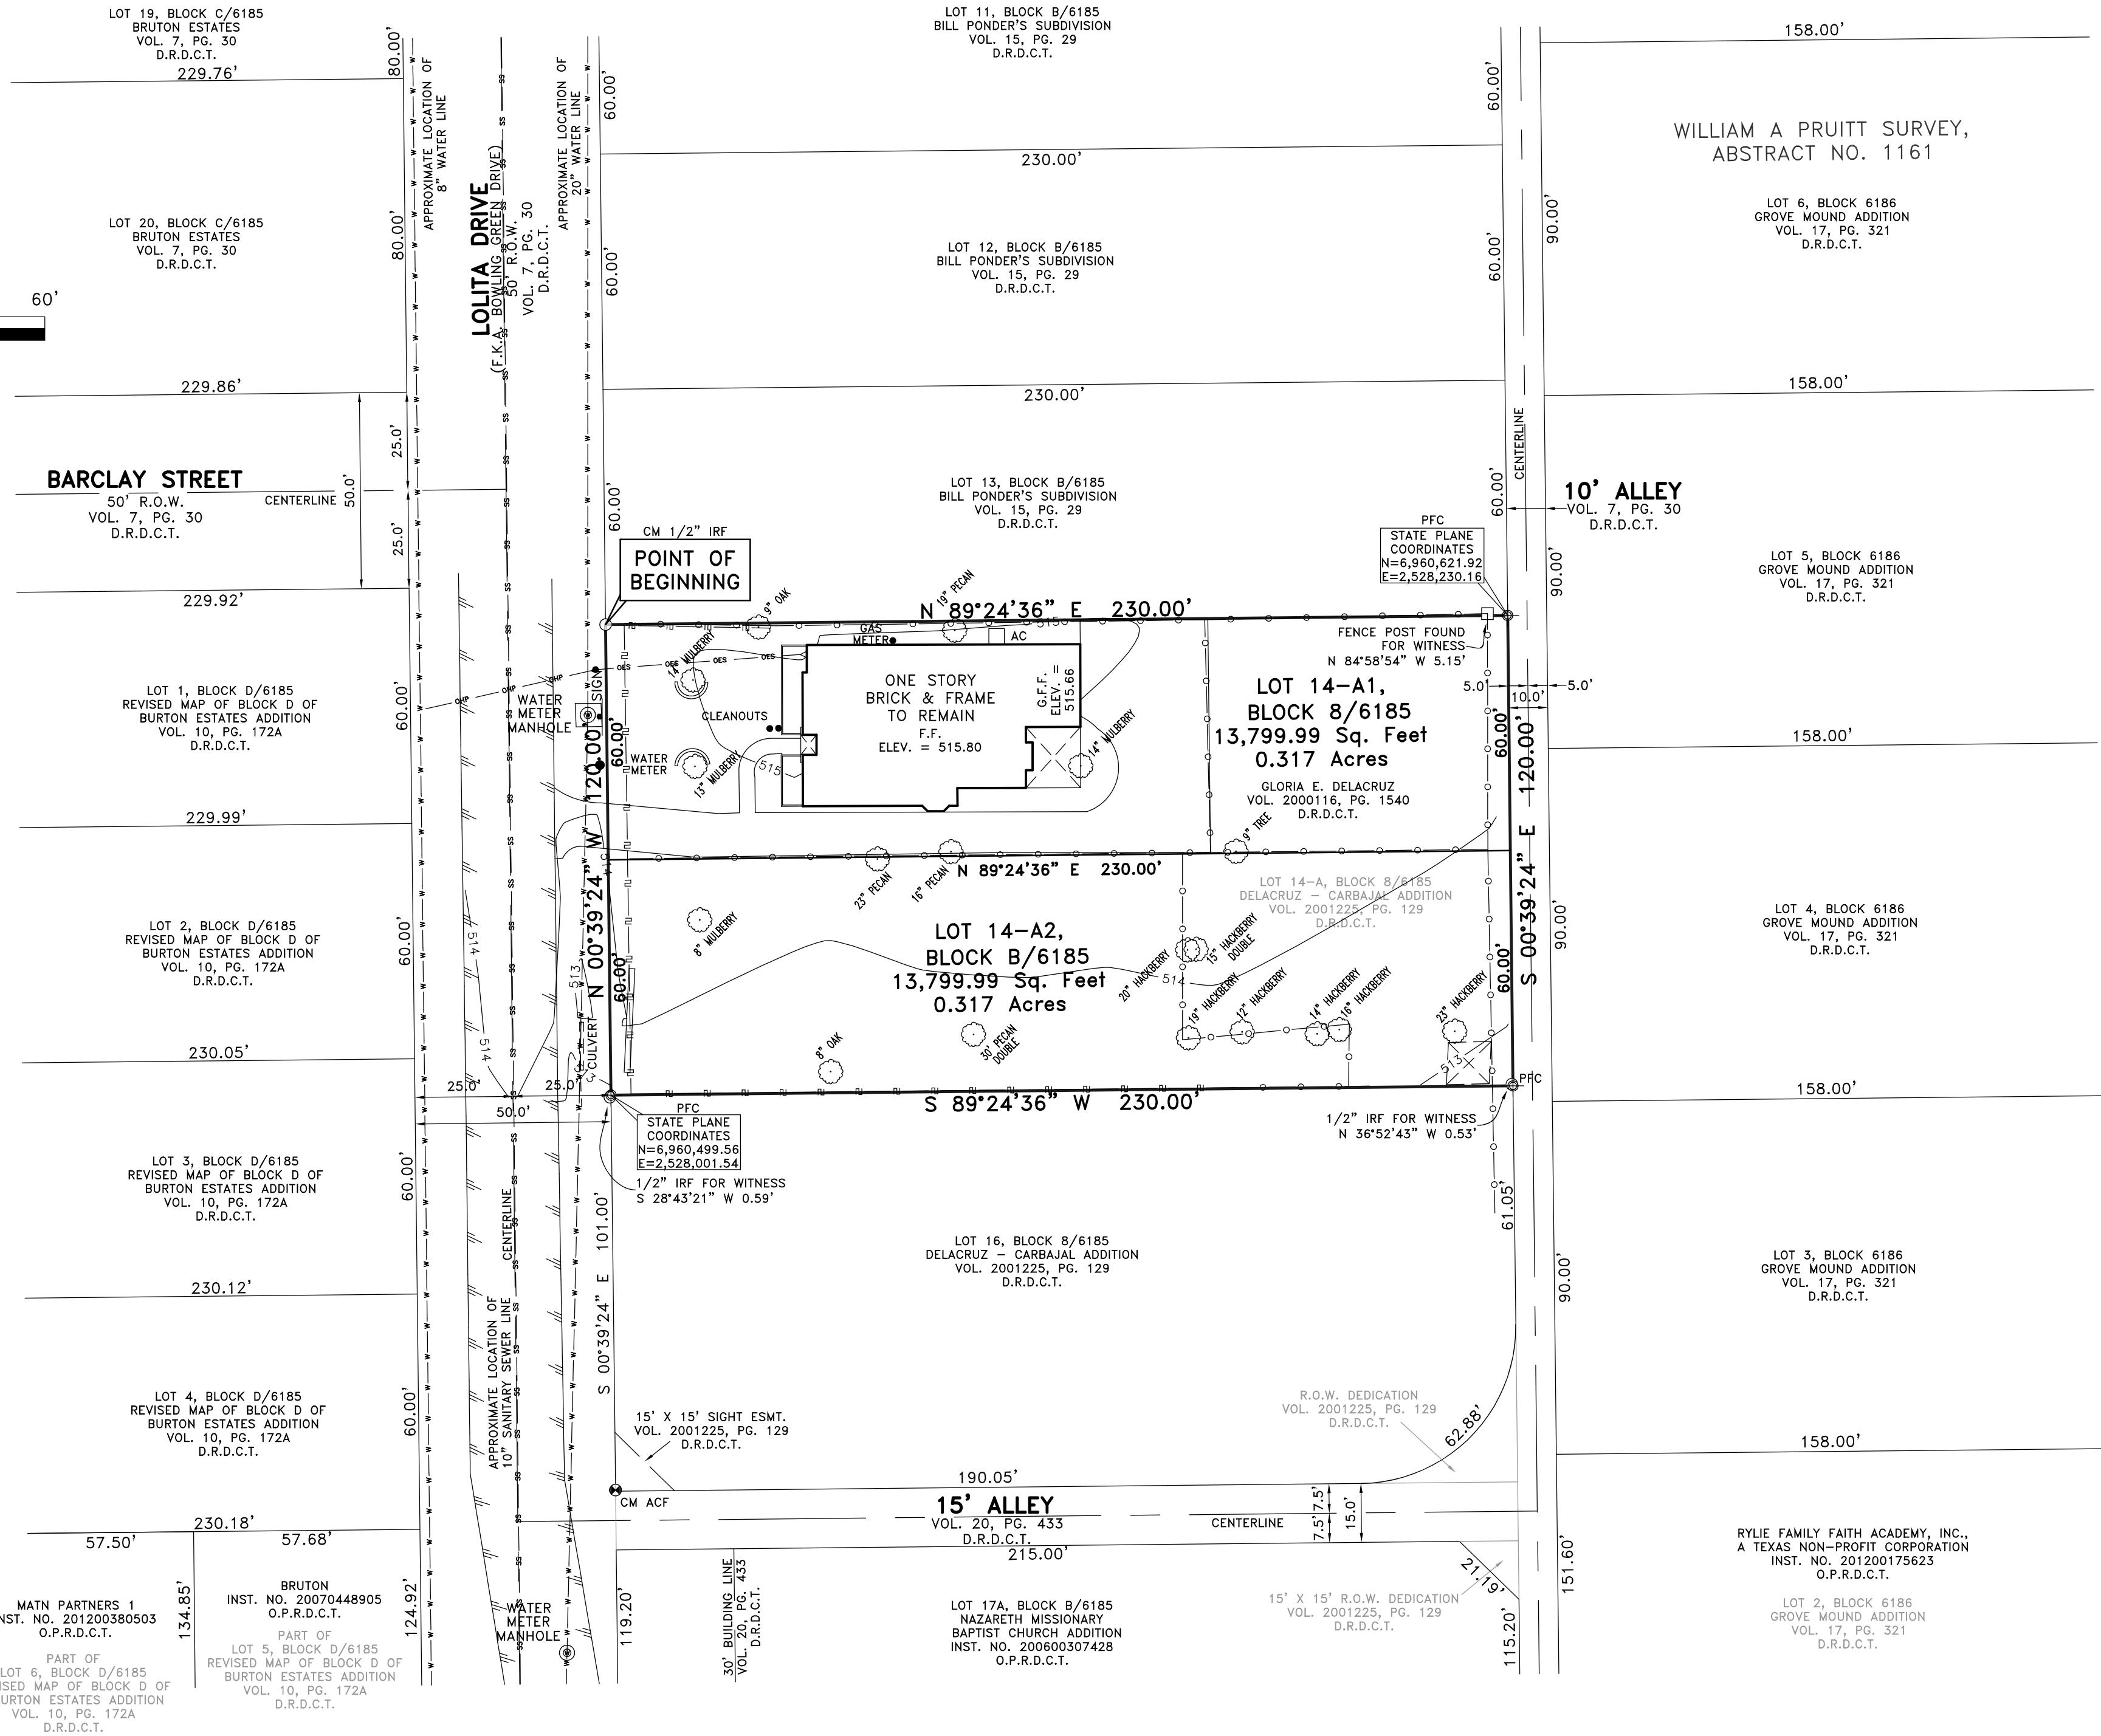 LOT 19, BLOCK C/6185
BRUTON ESTATES
VOL. 7, PG. 30
D.R.D.C.T.
229.76'
80.00'
LOT 20, BLOCK C/6185
BRUTON ESTATES
VOL. 7, PG. 30
D.R.D.C.T.
80.00'
60'
229.86'
BARCLAY STREET
50' R.O.W.
VOL. 7, PG. 30
D.R.D.C.T.
CENTERLINE
50.0'
25.0'
25.0'
229.92'
LOT 1, BLOCK D/6185
REVISED MAP OF BLOCK D OF
BURTON ESTATES ADDITION
VOL. 10, PG. 172A
D.R.D.C.T.
60.00'
229.99'
LOT 2, BLOCK D/6185
REVISED MAP OF BLOCK D OF
BURTON ESTATES ADDITION
VOL. 10, PG. 172A
D.R.D.C.T.
60.00'
230.05'
LOT 3, BLOCK D/6185
REVISED MAP OF BLOCK D OF
BURTON ESTATES ADDITION
VOL. 10, PG. 172A
D.R.D.C.T.
60.00'
230.12'
LOT 4, BLOCK D/6185
REVISED MAP OF BLOCK D OF
BURTON ESTATES ADDITION
VOL. 10, PG. 172A
D.R.D.C.T.
60.00'
230.18'
57.50'
57.68'
134.85'
124.92'
MATN PARTNERS 1
NST. NO. 201200380503
O.P.R.D.C.T.
PART OF
LOT 6, BLOCK D/6185
ISED MAP OF BLOCK D OF
URTON ESTATES ADDITION
VOL. 10, PG. 172A
D.R.D.C.T.
BRUTON
INST. NO. 20070448905
O.P.R.D.C.T.
PART OF
LOT 5, BLOCK D/6185
REVISED MAP OF BLOCK D OF
BURTON ESTATES ADDITION
VOL. 10, PG. 172A
D.R.D.C.T.
APPROXIMATE LOCATION OF
8" WATER LINE
LOLITA DRIVE
(F.K.A. BOWLING GREEN DRIVE)
50' R.O.W.
VOL. 7, PG. 30
D.R.D.C.T.
APPROXIMATE LOCATION OF
20" WATER LINE
WATER
METER
MANHOLE
SIGN
OHP
OHP
OES
OES
OES
514
514
513
514
CULVERT
25.0'
25.0'
50.0'
CENTERLINE
APPROXIMATE LOCATION OF
10" SANITARY SEWER LINE
WATER
METER
MANHOLE
LOT 11, BLOCK B/6185
BILL PONDER'S SUBDIVISION
VOL. 15, PG. 29
D.R.D.C.T.
60.00'
60.00'
230.00'
LOT 12, BLOCK B/6185
BILL PONDER'S SUBDIVISION
VOL. 15, PG. 29
D.R.D.C.T.
60.00'
60.00'
230.00'
LOT 13, BLOCK B/6185
BILL PONDER'S SUBDIVISION
VOL. 15, PG. 29
D.R.D.C.T.
60.00'
60.00'
CM 1/2" IRF
POINT OF
BEGINNING
PFC
STATE PLANE
COORDINATES
N=6,960,621.92
E=2,528,230.16
N 89°24'36" E 230.00'
9" OAK
19" PECAN
515
GAS
METER
AC
14" MULBERRY
CLEANOUTS
WATER
METER
13" MULBERRY
515
ONE STORY
BRICK & FRAME
TO REMAIN
F.F.
ELEV. = 515.80
G.F.F.
ELEV. =
515.66
14" MULBERRY
FENCE POST FOUND
FOR WITNESS
N 84°58'54" W 5.15'
LOT 14-A1,
BLOCK 8/6185
13,799.99 Sq. Feet
0.317 Acres
GLORIA E. DELACRUZ
VOL. 2000116, PG. 1540
D.R.D.C.T.
5.0'
10.0'
5.0'
N 00°39'24" W 120.00'
60.00'
60.00'
60.00'
60.00'
S 00°39'24" E 120.00'
9" TREE
23" PECAN
16" PECAN
N 89°24'36" E 230.00'
LOT 14-A, BLOCK 8/6185
DELACRUZ - CARBAJAL ADDITION
VOL. 2001225, PG. 129
D.R.D.C.T.
8" MULBERRY
LOT 14-A2,
BLOCK B/6185
13,799.99 Sq. Feet
0.317 Acres
514
20" HACKBERRY
15" HACKBERRY
DOUBLE
19" HACKBERRY
12" HACKBERRY
14" HACKBERRY
16" HACKBERRY
23" HACKBERRY
8" OAK
30' PECAN
DOUBLE
513
PFC
S 89°24'36" W 230.00'
PFC
STATE PLANE
COORDINATES
N=6,960,499.56
E=2,528,001.54
1/2" IRF FOR WITNESS
S 28°43'21" W 0.59'
1/2" IRF FOR WITNESS
N 36°52'43" W 0.53'
S 00°39'24" E 101.00'
61.05'
LOT 16, BLOCK 8/6185
DELACRUZ - CARBAJAL ADDITION
VOL. 2001225, PG. 129
D.R.D.C.T.
15' X 15' SIGHT ESMT.
VOL. 2001225, PG. 129
D.R.D.C.T.
R.O.W. DEDICATION
VOL. 2001225, PG. 129
D.R.D.C.T.
62.88'
CM ACF
190.05'
15' ALLEY
VOL. 20, PG. 433
D.R.D.C.T.
CENTERLINE
7.5'
7.5'
15.0'
215.00'
21.19'
119.20'
30' BUILDING LINE
VOL. 20, PG. 433
D.R.D.C.T.
LOT 17A, BLOCK B/6185
NAZARETH MISSIONARY
BAPTIST CHURCH ADDITION
INST. NO. 200600307428
O.P.R.D.C.T.
15' X 15' R.O.W. DEDICATION
VOL. 2001225, PG. 129
D.R.D.C.T.
115.20'
151.60'
158.00'
WILLIAM A PRUITT SURVEY,
ABSTRACT NO. 1161
LOT 6, BLOCK 6186
GROVE MOUND ADDITION
VOL. 17, PG. 321
D.R.D.C.T.
90.00'
158.00'
CENTERLINE
10' ALLEY
VOL. 7, PG. 30
D.R.D.C.T.
LOT 5, BLOCK 6186
GROVE MOUND ADDITION
VOL. 17, PG. 321
D.R.D.C.T.
90.00'
158.00'
LOT 4, BLOCK 6186
GROVE MOUND ADDITION
VOL. 17, PG. 321
D.R.D.C.T.
90.00'
158.00'
LOT 3, BLOCK 6186
GROVE MOUND ADDITION
VOL. 17, PG. 321
D.R.D.C.T.
90.00'
158.00'
RYLIE FAMILY FAITH ACADEMY, INC.,
A TEXAS NON-PROFIT CORPORATION
INST. NO. 201200175623
O.P.R.D.C.T.
LOT 2, BLOCK 6186
GROVE MOUND ADDITION
VOL. 17, PG. 321
D.R.D.C.T.